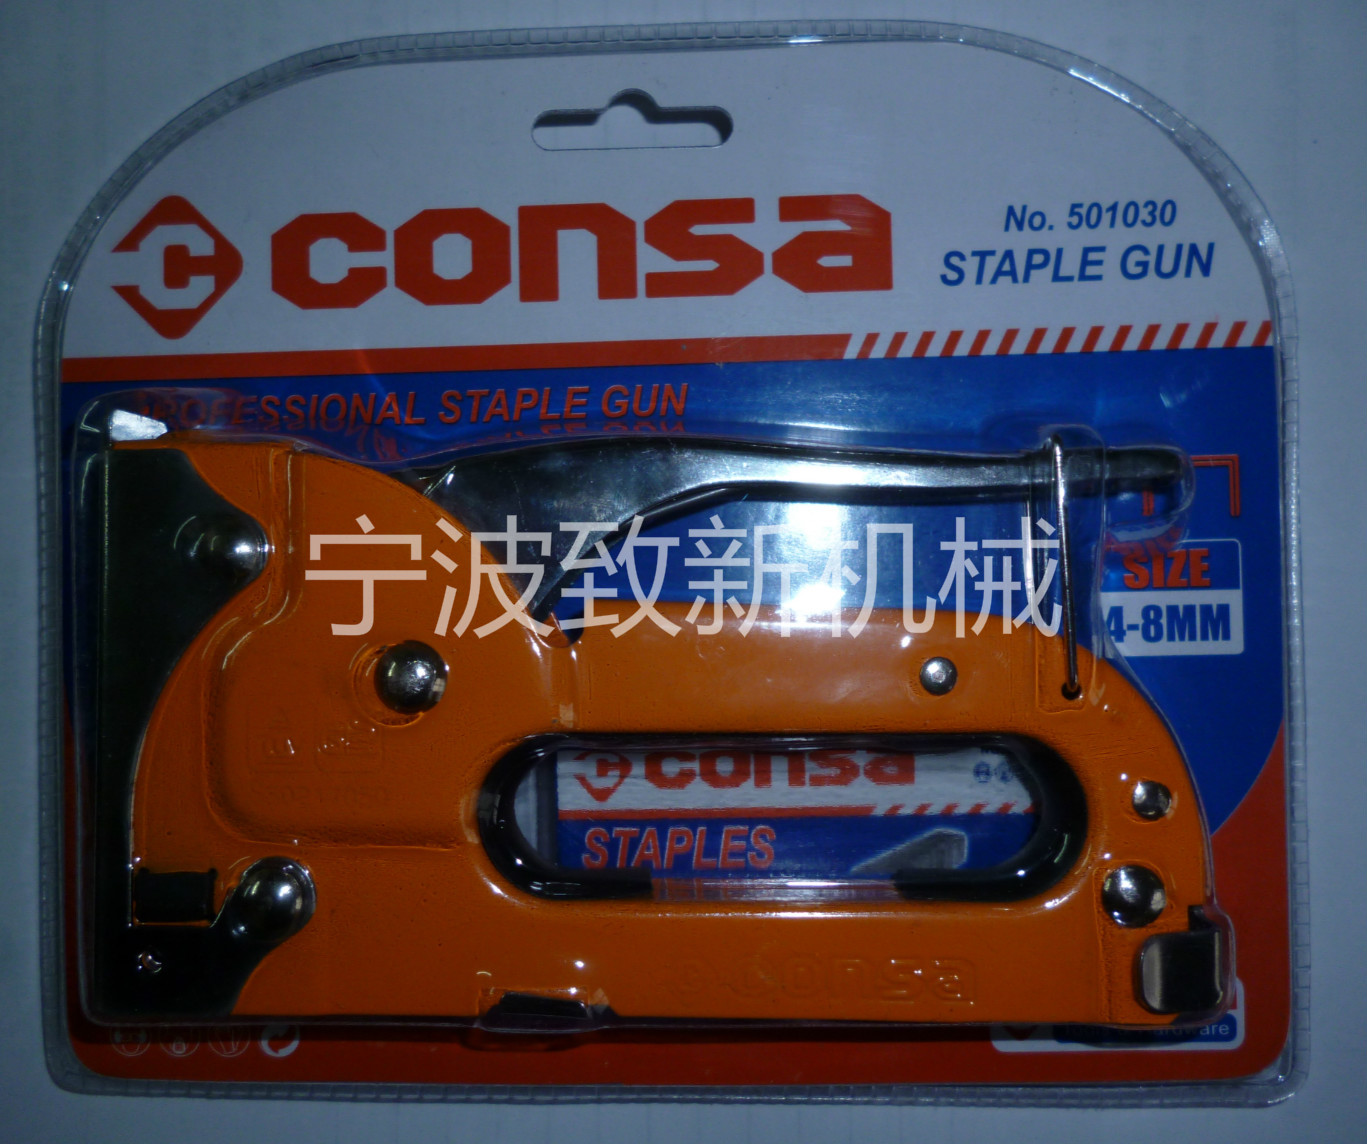 consa
No. 501030
STAPLE GUN
PROFESSIONAL STAPLE GUN
宁波致新机械
SIZE
4-8MM
consa
STAPLES